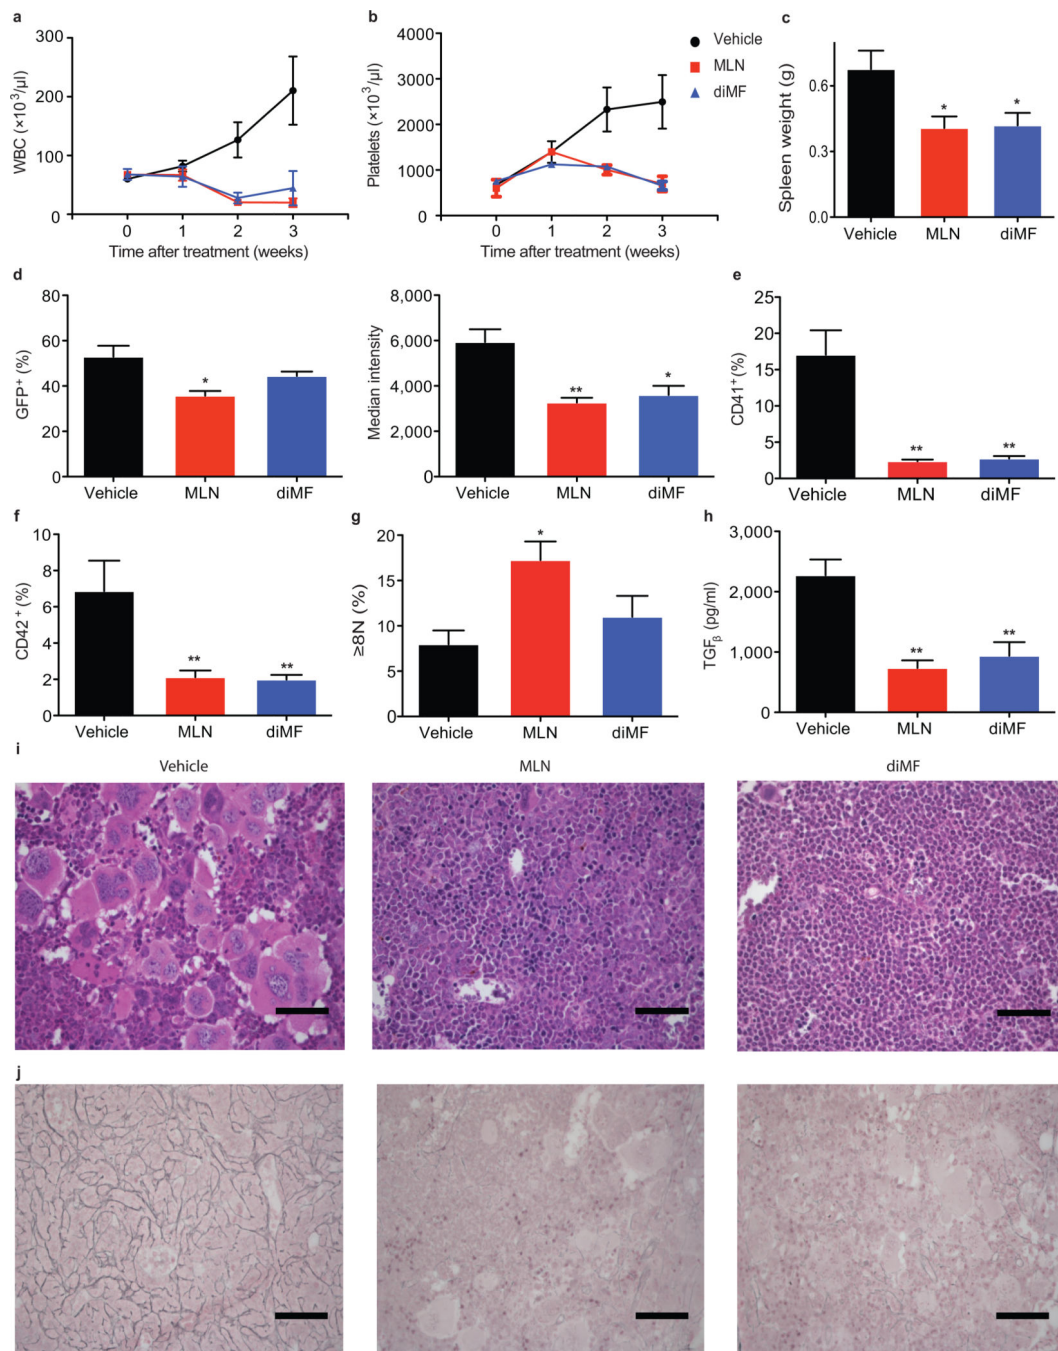 a
WBC (×10³/µl)
300
200
100
0
0 1 2 3
Time after treatment (weeks)
b
Platelets (×10³/µl)
4000
3000
2000
1000
0
0 1 2 3
Time after treatment (weeks)
Vehicle
MLN
diMF
c
Spleen weight (g)
0.6
0.3
0.0
* *
Vehicle MLN diMF
d
GFP⁺ (%)
80
60
40
20
0
*
Vehicle MLN diMF
Median intensity
8,000
6,000
4,000
2,000
0
** *
Vehicle MLN diMF
e
CD41⁺(%)
25
20
15
10
5
0
** **
Vehicle MLN diMF
f
CD42⁺(%)
10
8
6
4
2
0
** **
Vehicle MLN diMF
g
≥8N (%)
20
15
10
5
0
*
Vehicle MLN diMF
h
TGFβ (pg/ml)
3,000
2,000
1,000
0
** **
Vehicle MLN diMF
i
Vehicle MLN diMF
j